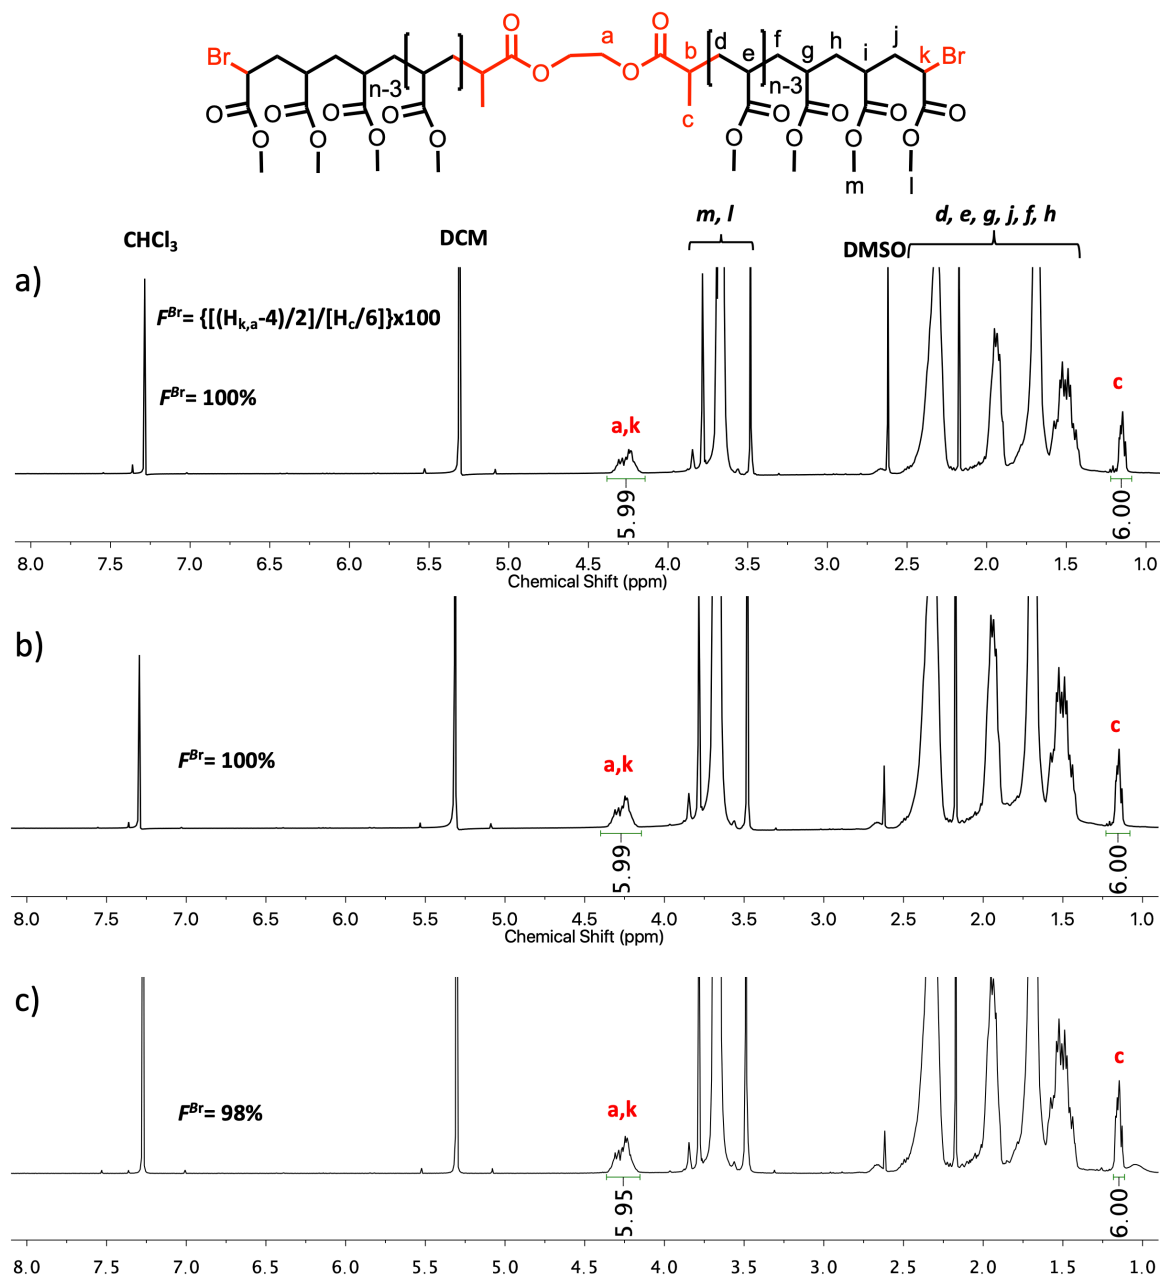 O a O
Br O O b d e f g h i j k Br
n-3 n-3
c
O O O O O O O O
O O O O O O O O
m l
CHCl₃ DCM m, l DMSO d, e, g, j, f, h
a)
Fᴮʳ= {[(Hk,a-4)/2]/[Hc/6]}x100
Fᴮʳ= 100%
a,k c
5.99 6.00
8.0 7.5 7.0 6.5 6.0 5.5 5.0 4.5 4.0 3.5 3.0 2.5 2.0 1.5 1.0
Chemical Shift (ppm)
b)
Fᴮʳ= 100%
a,k c
5.99 6.00
8.0 7.5 7.0 6.5 6.0 5.5 5.0 4.5 4.0 3.5 3.0 2.5 2.0 1.5 1.0
Chemical Shift (ppm)
c)
Fᴮʳ= 98%
a,k c
5.95 6.00
8.0 7.5 7.0 6.5 6.0 5.5 5.0 4.5 4.0 3.5 3.0 2.5 2.0 1.5 1.0